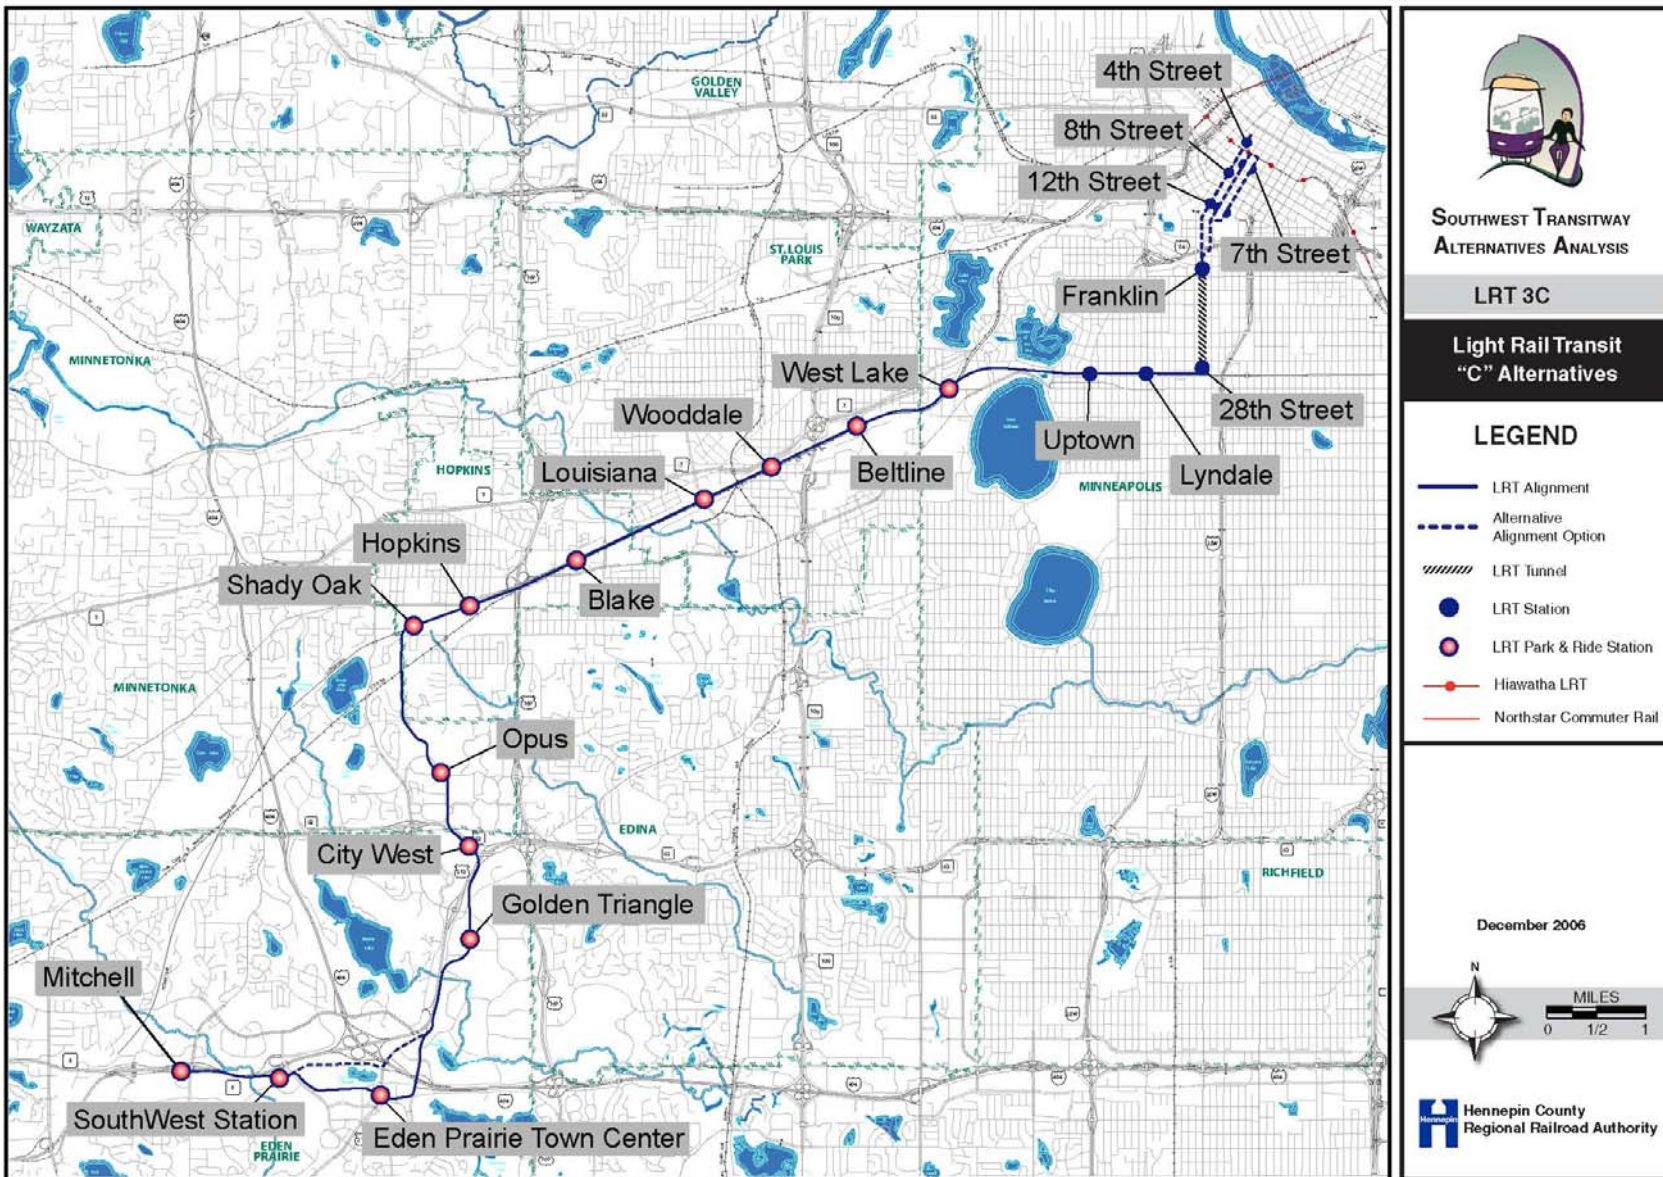 4th Street
8th Street
12th Street
7th Street
Franklin
West Lake
28th Street
Uptown
Lyndale
Wooddale
Beltline
Louisiana
Hopkins
Shady Oak
Blake
Opus
City West
Golden Triangle
Mitchell
SouthWest Station
Eden Prairie Town Center
GOLDEN
VALLEY
WAYZATA
ST. LOUIS
PARK
MINNETONKA
HOPKINS
MINNEAPOLIS
MINNETONKA
EDINA
RICHFIELD
EDEN
PRAIRIE
SOUTHWEST TRANSITWAY
ALTERNATIVES ANALYSIS
LRT 3C
Light Rail Transit
“C” Alternatives
LEGEND
LRT Alignment
Alternative
Alignment Option
LRT Tunnel
LRT Station
LRT Park & Ride Station
Hiawatha LRT
Northstar Commuter Rail
December 2006
N
MILES
0 1/2 1
Hennepin
Hennepin County
Regional Railroad Authority